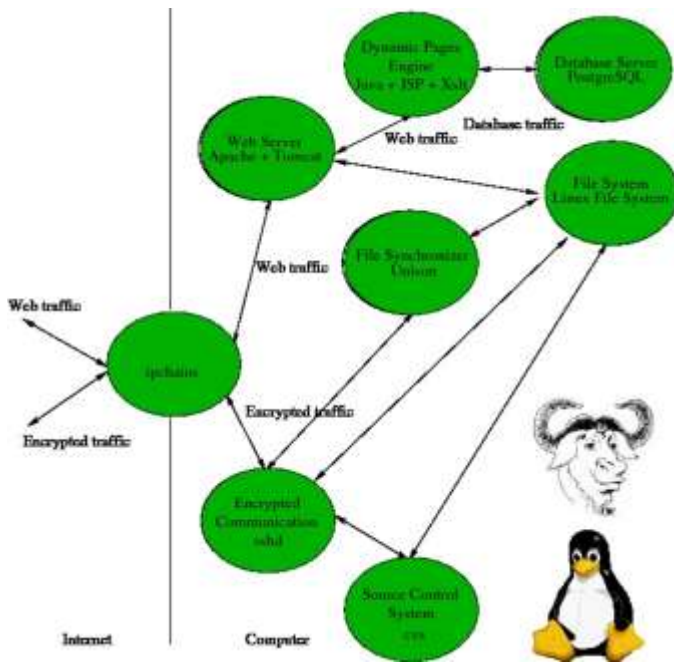 Dynamic Pages
Engine
Java + JSP + Xslt
Database Server
PostgreSQL
Database traffic
Web traffic
Web Server
Apache + Tomcat
File System
Linux File System
File Synchronizer
Unison
Web traffic
Web traffic
ipchains
Encrypted traffic
Encrypted traffic
Encrypted
Communication
sshd
Source Control
System
cvs
Internet
Computer